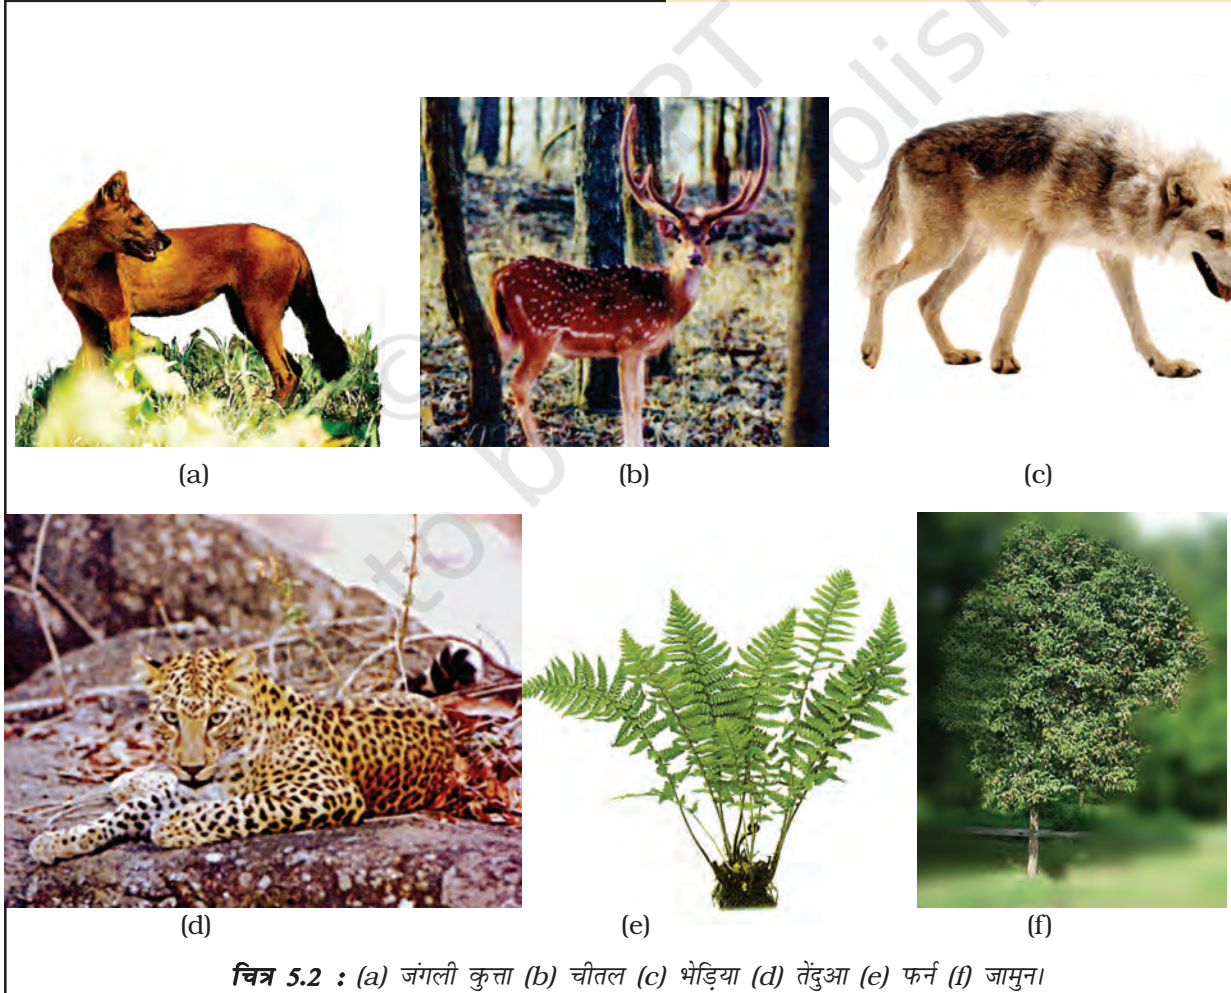 (a) (b) (c)
(d) (e) (f)
चित्र 5.2 : (a) जंगली कुत्ता (b) चीतल (c) भेड़िया (d) तेंदुआ (e) फर्न (f) जामुन।